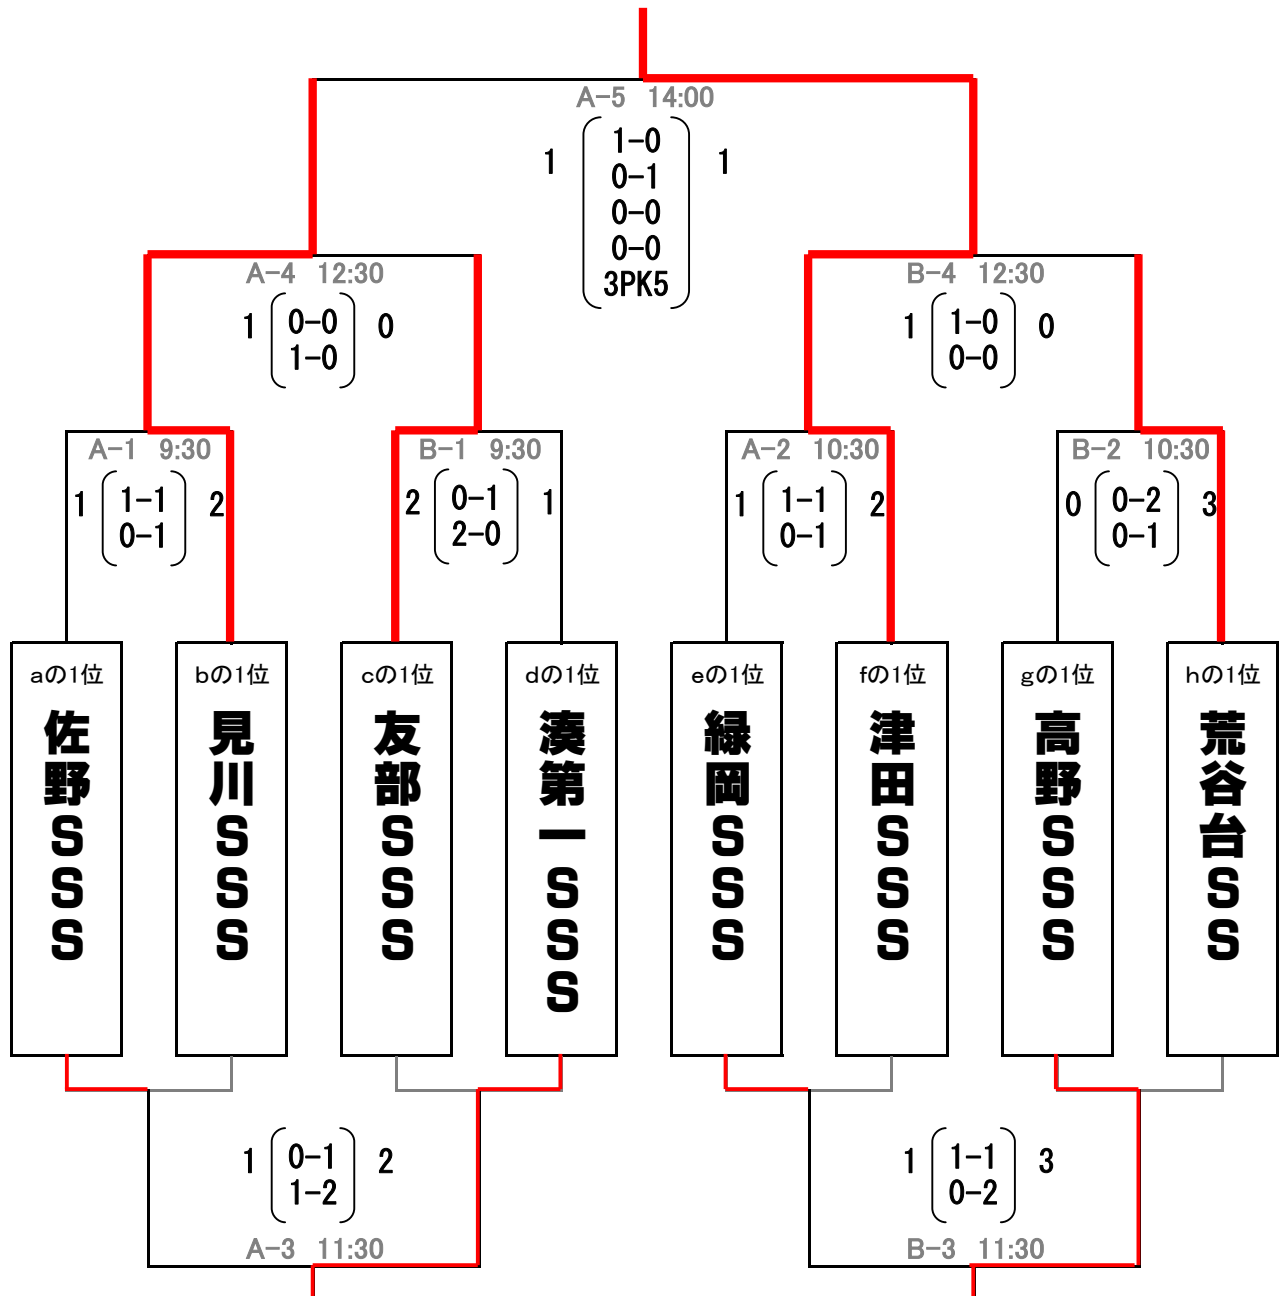 A-5 14:00
1-0
1 0-1 1
0-0
0-0
3PK5
A-4 12:30
1 0-0 0
1-0
B-4 12:30
1 1-0 0
0-0
A-1 9:30
1 1-1 2
0-1
B-1 9:30
2 0-1 1
2-0
A-2 10:30
1 1-1 2
0-1
B-2 10:30
0 0-2 3
0-1
aの1位
佐野SSS
bの1位
見川SSS
cの1位
友部SSS
dの1位
湊第一SSS
eの1位
緑岡SSS
fの1位
津田SSS
gの1位
高野SSS
hの1位
荒谷台SS
1 0-1 2
1-2
A-3 11:30
1 1-1 3
0-2
B-3 11:30